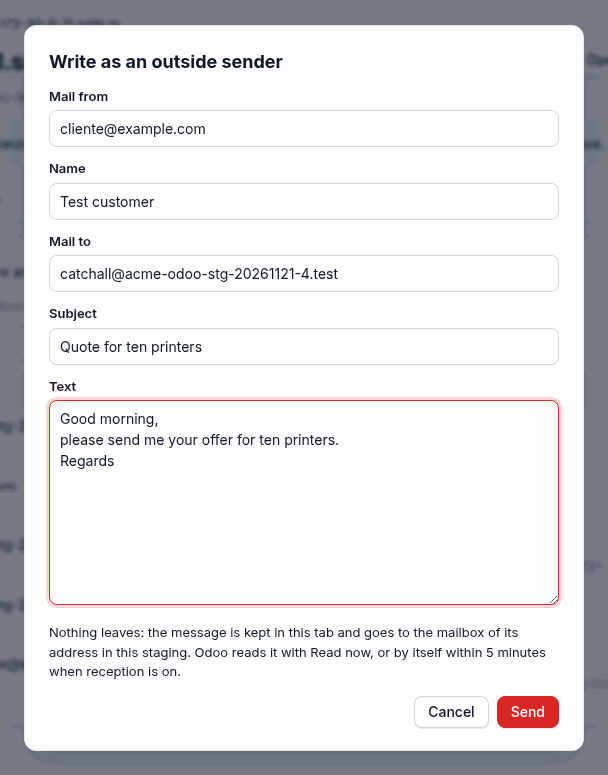 Write as an outside sender
Mail from
cliente@example.com
Name
Test customer
Mail to
catchall@acme-odoo-stg-20261121-4.test
Subject
Quote for ten printers
Text
Good morning,
please send me your offer for ten printers.
Regards
Nothing leaves: the message is kept in this tab and goes to the mailbox of its
address in this staging. Odoo reads it with Read now, or by itself within 5 minutes
when reception is on.
Cancel
Send